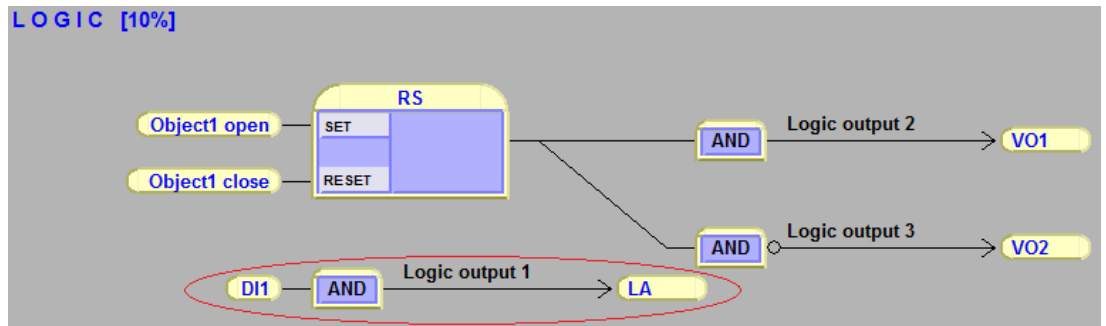 LOGIC [10%]
RS
Object1 open
SET
Logic output 2
AND
VO1
Object1 close
RESET
Logic output 3
AND
VO2
Logic output 1
DI1
AND
LA